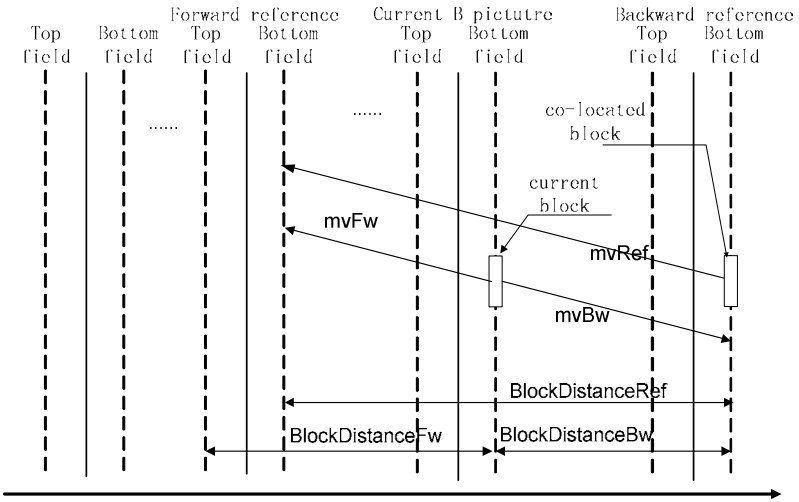 Forward reference Current B pictutre Backward reference
Top Bottom Top Bottom Top Bottom Top Bottom
field field field field field field field field
...... ......
co-located
block
current
block
mvFw
mvRef
mvBw
BlockDistanceRef
BlockDistanceFw BlockDistanceBw